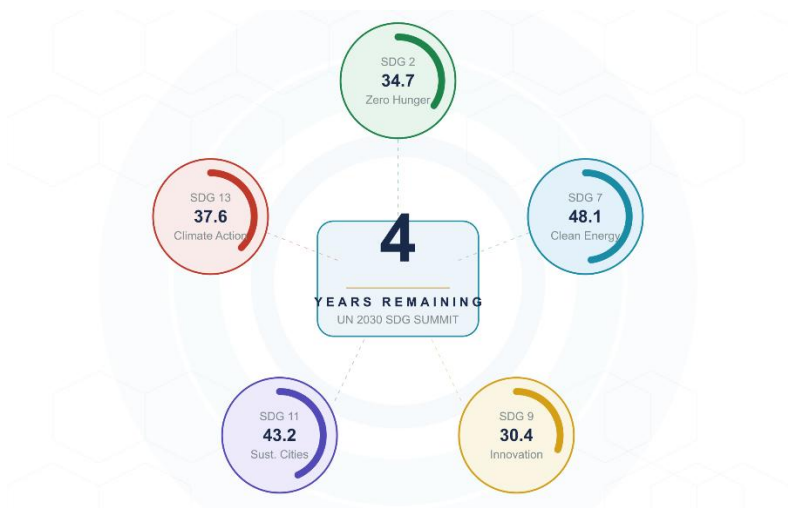 SDG 2
34.7
Zero Hunger
SDG 13
37.6
Climate Action
SDG 7
48.1
Clean Energy
4
YEARS REMAINING
UN 2030 SDG SUMMIT
SDG 11
43.2
Sust. Cities
SDG 9
30.4
Innovation